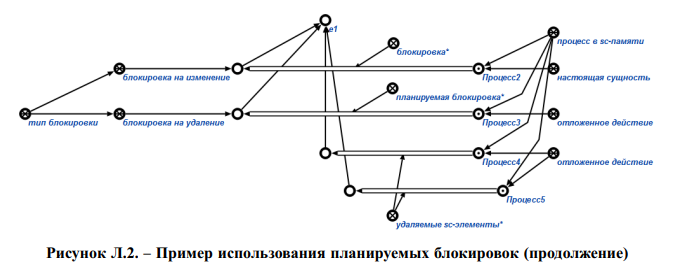 e1
блокировка*
процесс в sc-памяти
блокировка на изменение
Процесс2
настоящая сущность
планируемая блокировка*
тип блокировки
блокировка на удаление
Процесс3
отложенное действие
Процесс4
отложенное действие
Процесс5
удаляемые sc-элементы*
Рисунок Л.2. – Пример использования планируемых блокировок (продолжение)